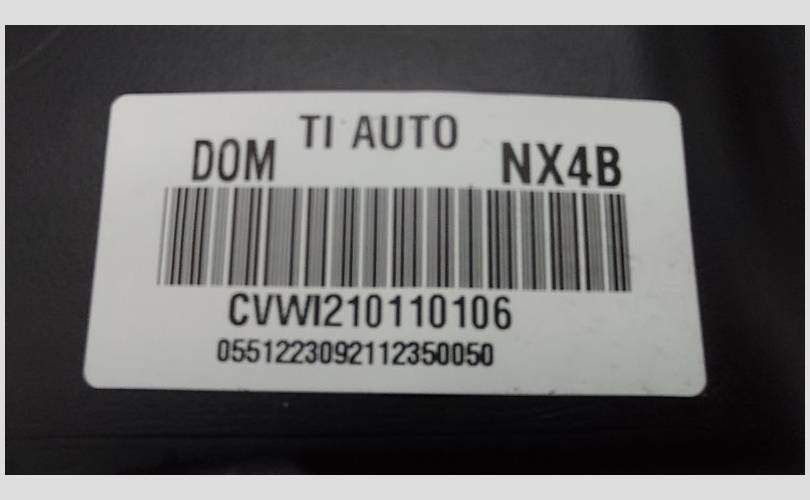 TI AUTO
DOM NX4B
CVWI210110106
0551223092112350050